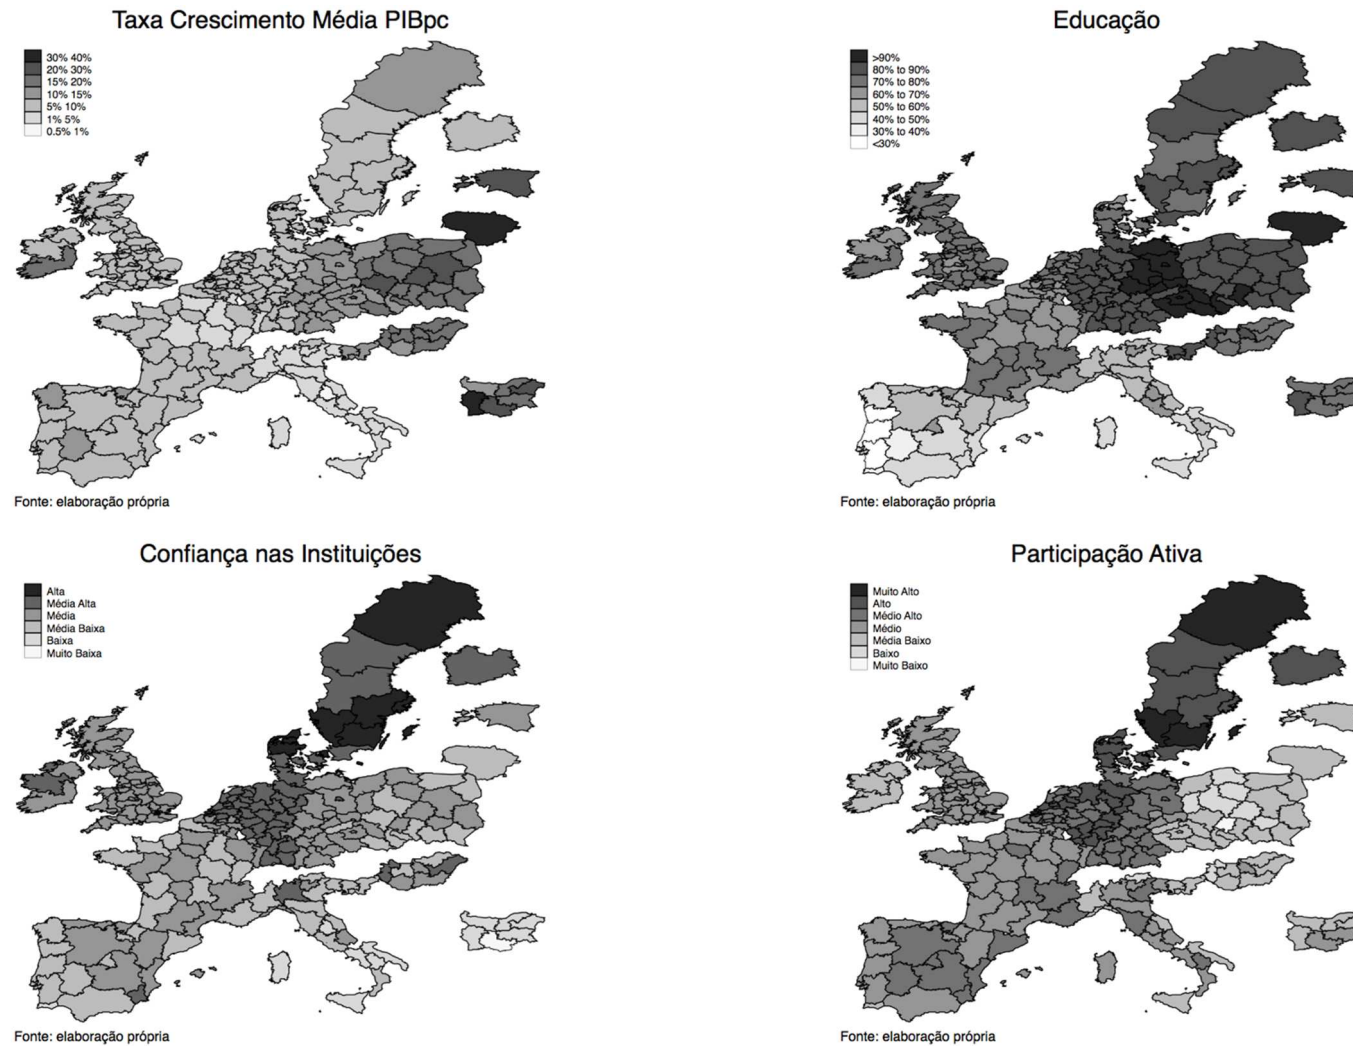 Taxa Crescimento Média PIBpc
30% 40%
20% 30%
15% 20%
10% 15%
5% 10%
1% 5%
0.5% 1%
Fonte: elaboração própria
Educação
>90%
80% to 90%
70% to 80%
60% to 70%
50% to 60%
40% to 50%
30% to 40%
<30%
Fonte: elaboração própria
Confiança nas Instituições
Alta
Média Alta
Média
Média Baixa
Baixa
Muito Baixa
Fonte: elaboração própria
Participação Ativa
Muito Alto
Alto
Médio Alto
Médio
Média Baixo
Baixo
Muito Baixo
Fonte: elaboração própria